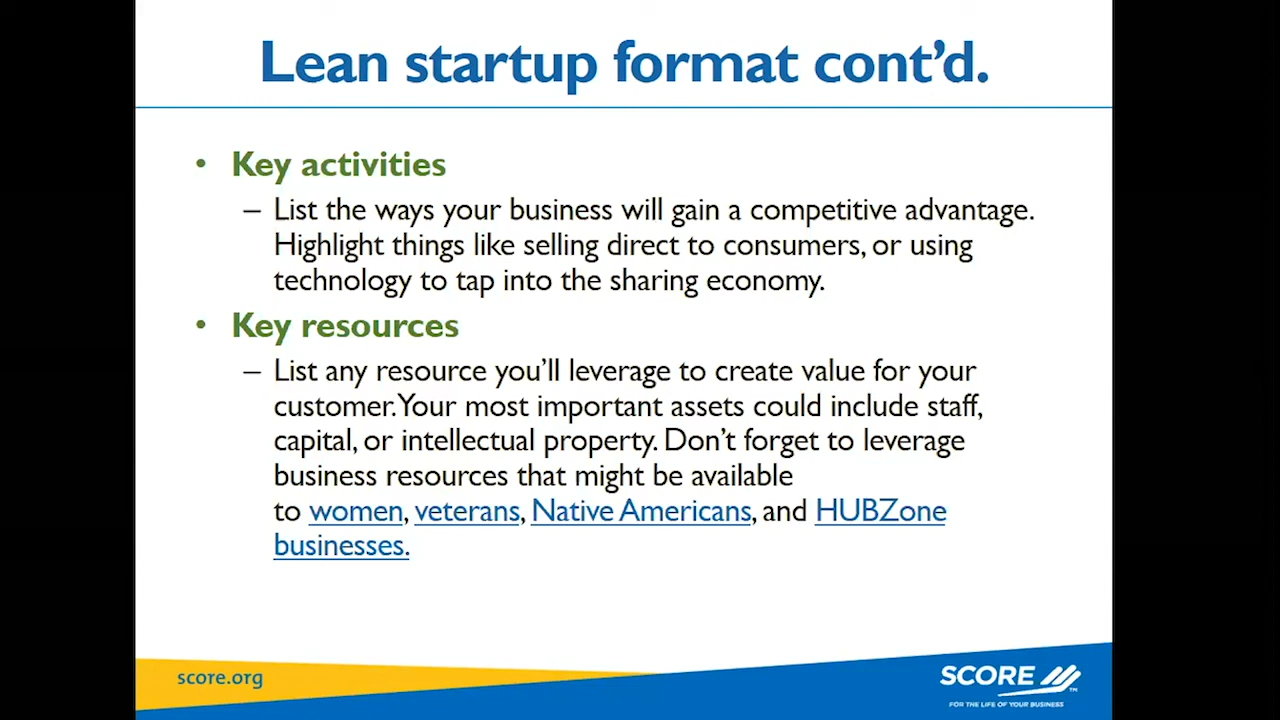 Lean startup format cont’d.
• Key activities
– List the ways your business will gain a competitive advantage.
Highlight things like selling direct to consumers, or using
technology to tap into the sharing economy.
• Key resources
– List any resource you’ll leverage to create value for your
customer. Your most important assets could include staff,
capital, or intellectual property. Don’t forget to leverage
business resources that might be available
to women, veterans, Native Americans, and HUBZone
businesses.
score.org
SCORE
TM
FOR THE LIFE OF YOUR BUSINESS